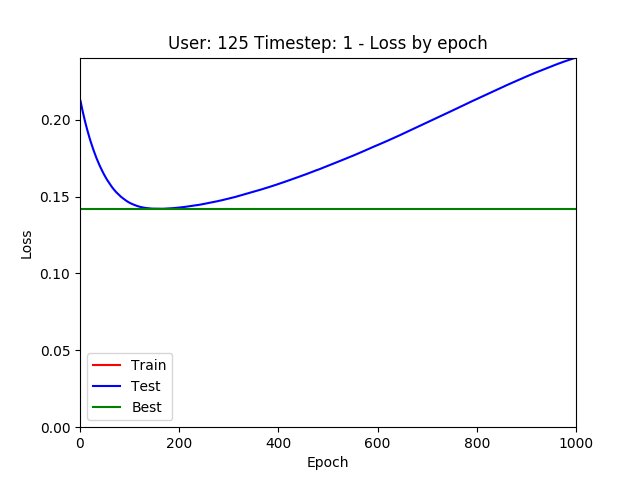 User: 125 Timestep: 1 - Loss by epoch
0.20
0.15
0.10
0.05
0.00
Loss
Train
Test
Best
0 200 400 600 800 1000
Epoch